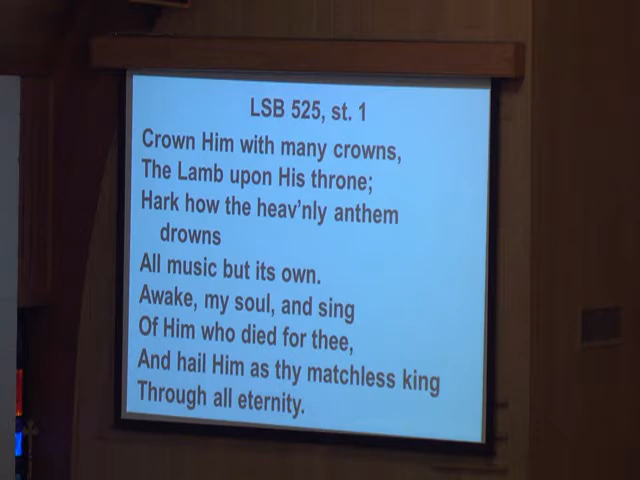 LSB 525, st. 1
Crown Him with many crowns,
The Lamb upon His throne;
Hark how the heav'nly anthem
drowns
All music but its own.
Awake, my soul, and sing
Of Him who died for thee,
And hail Him as thy matchless king
Through all eternity.